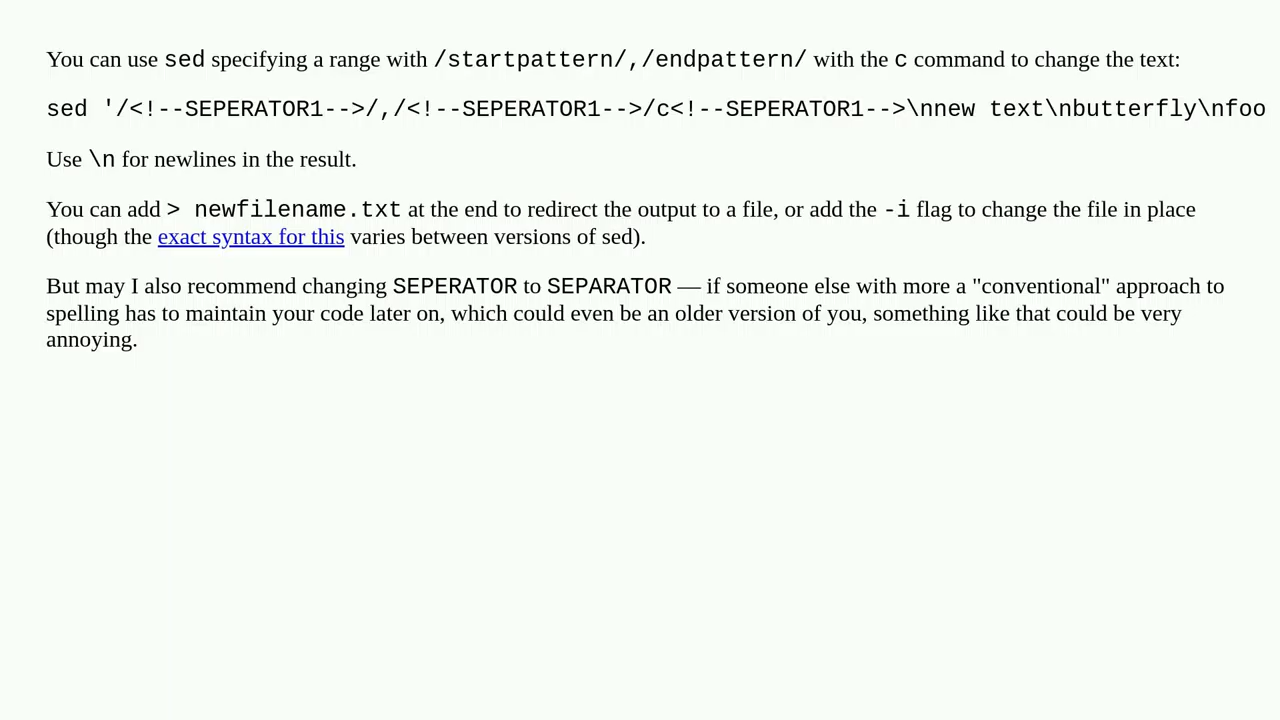 You can use sed specifying a range with /startpattern/,/endpattern/ with the c command to change the text:
sed '/<!--SEPERATOR1-->/,/<!--SEPERATOR1-->/c<!--SEPERATOR1-->\nnew text\nbutterfly\nfoo
Use \n for newlines in the result.
You can add > newfilename.txt at the end to redirect the output to a file, or add the -i flag to change the file in place
(though the exact syntax for this varies between versions of sed).
But may I also recommend changing SEPERATOR to SEPARATOR — if someone else with more a "conventional" approach to
spelling has to maintain your code later on, which could even be an older version of you, something like that could be very
annoying.